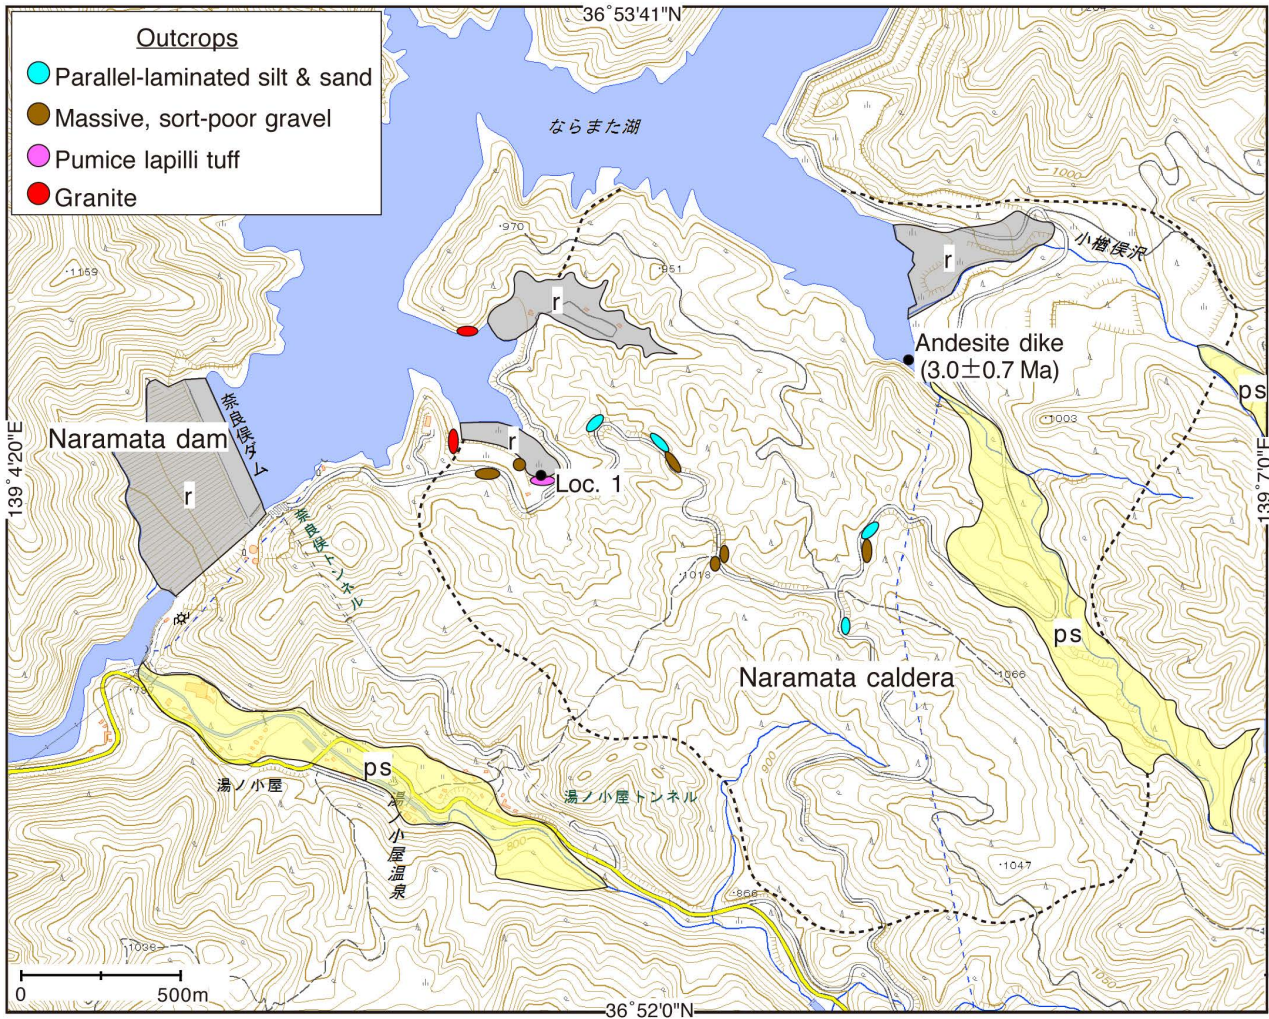 36°53'41"N
Outcrops
Parallel-laminated silt & sand
Massive, sort-poor gravel
Pumice lapilli tuff
Granite
ならまた湖
1000
小楢俣沢
・970
・951
・1159
r
r
Andesite dike
(3.0±0.7 Ma)
ps
・1003
奈良俣ダム
Naramata dam
r
r
Loc. 1
139°4'20"E
139°7'0"E
奈良俣トンネル
・1018
ps
Naramata caldera
・1066
・787
ps
湯ノ小屋
湯ノ小屋温泉
湯ノ小屋トンネル
800
900
・1047
・866
1036
1050
0
500m
36°52'0"N